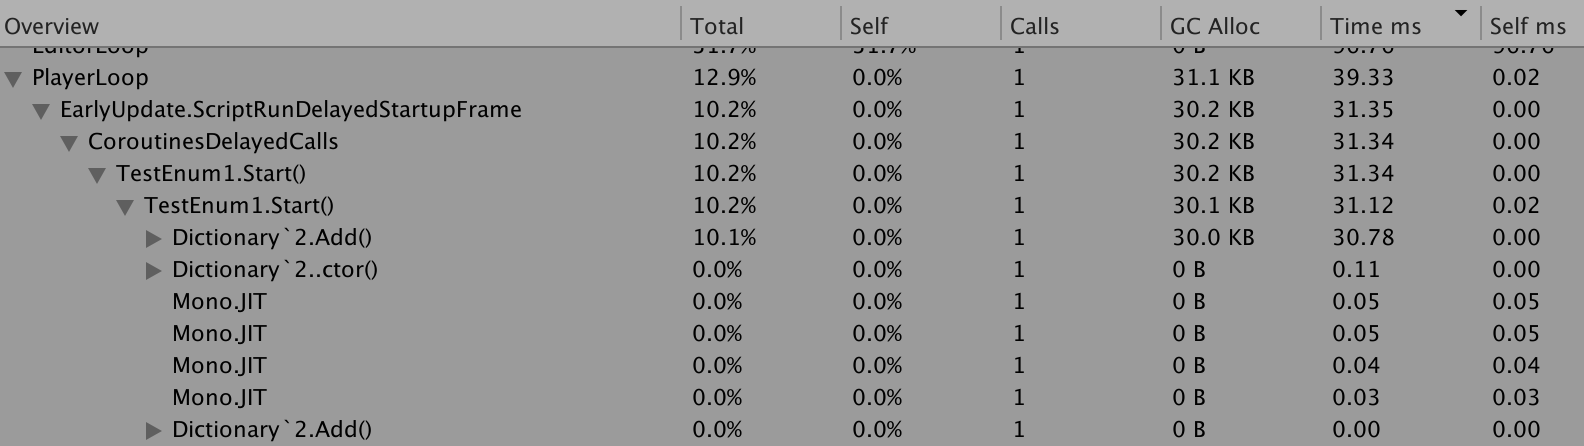 Overview Total Self Calls GC Alloc Time ms Self ms
EditorLoop 1 0 B
PlayerLoop 12.9% 0.0% 1 31.1 KB 39.33 0.02
EarlyUpdate.ScriptRunDelayedStartupFrame 10.2% 0.0% 1 30.2 KB 31.35 0.00
CoroutinesDelayedCalls 10.2% 0.0% 1 30.2 KB 31.34 0.00
TestEnum1.Start() 10.2% 0.0% 1 30.2 KB 31.34 0.00
TestEnum1.Start() 10.2% 0.0% 1 30.1 KB 31.12 0.02
Dictionary`2.Add() 10.1% 0.0% 1 30.0 KB 30.78 0.00
Dictionary`2..ctor() 0.0% 0.0% 1 0 B 0.11 0.00
Mono.JIT 0.0% 0.0% 1 0 B 0.05 0.05
Mono.JIT 0.0% 0.0% 1 0 B 0.05 0.05
Mono.JIT 0.0% 0.0% 1 0 B 0.04 0.04
Mono.JIT 0.0% 0.0% 1 0 B 0.03 0.03
Dictionary`2.Add() 0.0% 0.0% 1 0 B 0.00 0.00